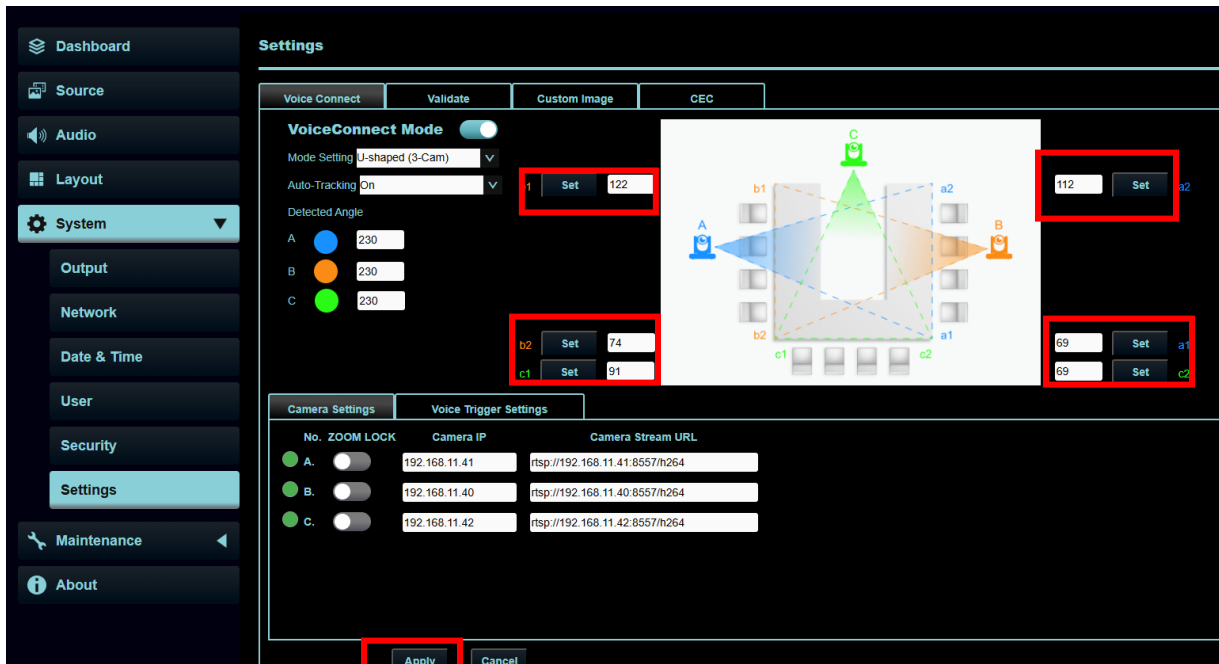 Dashboard
Source
Audio
Layout
System
Output
Network
Date & Time
User
Security
Settings
Maintenance
About
Settings
Voice Connect Validate Custom Image CEC
VoiceConnect Mode
Mode Setting U-shaped (3-Cam)
Auto-Tracking On
Detected Angle
A 230
B 230
C 230
1 Set 122
b2 Set 74
c1 Set 91
C
b1 a2
A B
b2 a1
c1 c2
112 Set a2
69 Set a1
69 Set c2
Camera Settings Voice Trigger Settings
No. ZOOM LOCK Camera IP Camera Stream URL
A. 192.168.11.41 rtsp://192.168.11.41:8557/h264
B. 192.168.11.40 rtsp://192.168.11.40:8557/h264
C. 192.168.11.42 rtsp://192.168.11.42:8557/h264
Apply Cancel